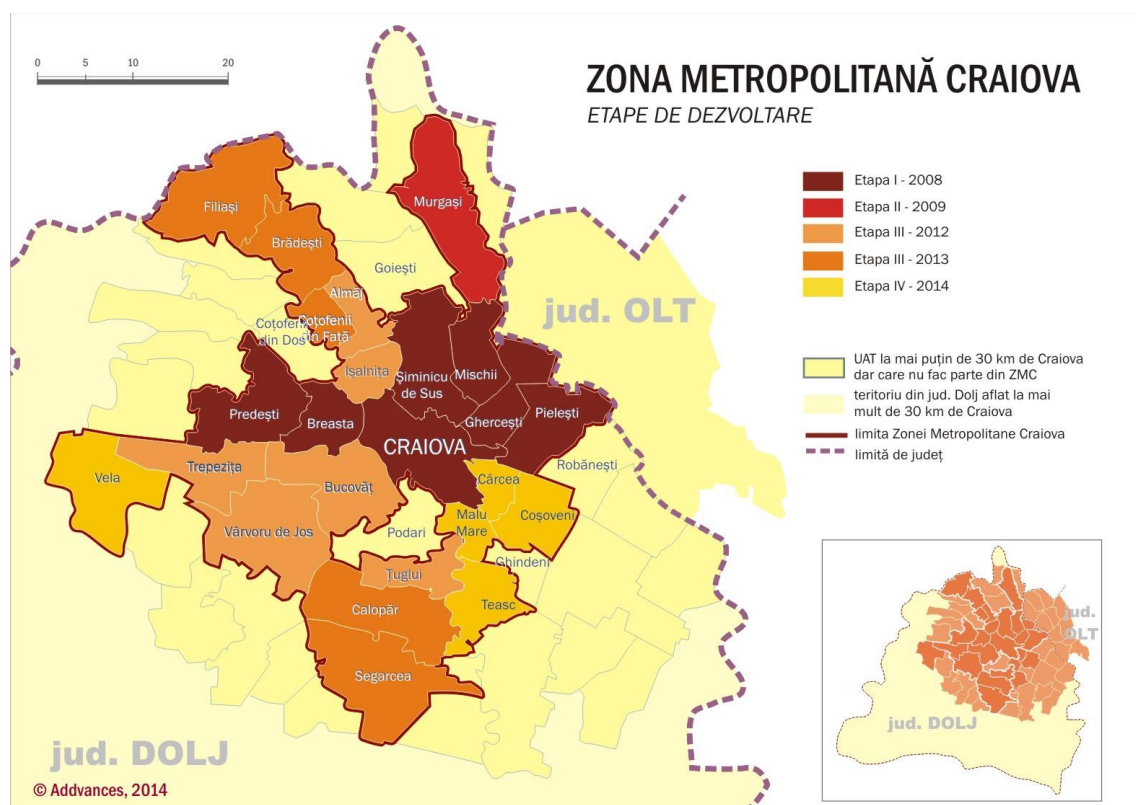 ZONA METROPOLITANĂ CRAIOVA
ETAPE DE DEZVOLTARE
0 5 10 20
Etapa I - 2008
Etapa II - 2009
Etapa III - 2012
Etapa III - 2013
Etapa IV - 2014
UAT la mai puțin de 30 km de Craiova
dar care nu fac parte din ZMC
teritoriu din jud. Dolj aflat la mai
mult de 30 km de Craiova
limita Zonei Metropolitane Craiova
limită de județ
Murgași
Filiași
Brădești
Goiești
Almăj
Coțofenii
din Dos
Coțofenii
din Față
Ișalnița
Șiminicu
de Sus
Mischii
Predești
Breasta
Ghercești
Pielești
CRAIOVA
Robănești
Vela
Trepezița
Bucovăț
Cârcea
Malu
Mare
Coșoveni
Vârvoru de Jos
Podari
Ghindeni
Țuglui
Teasc
Calopăr
Segarcea
jud. OLT
jud. DOLJ
jud.
OLT
jud. DOLJ
© Addvances, 2014